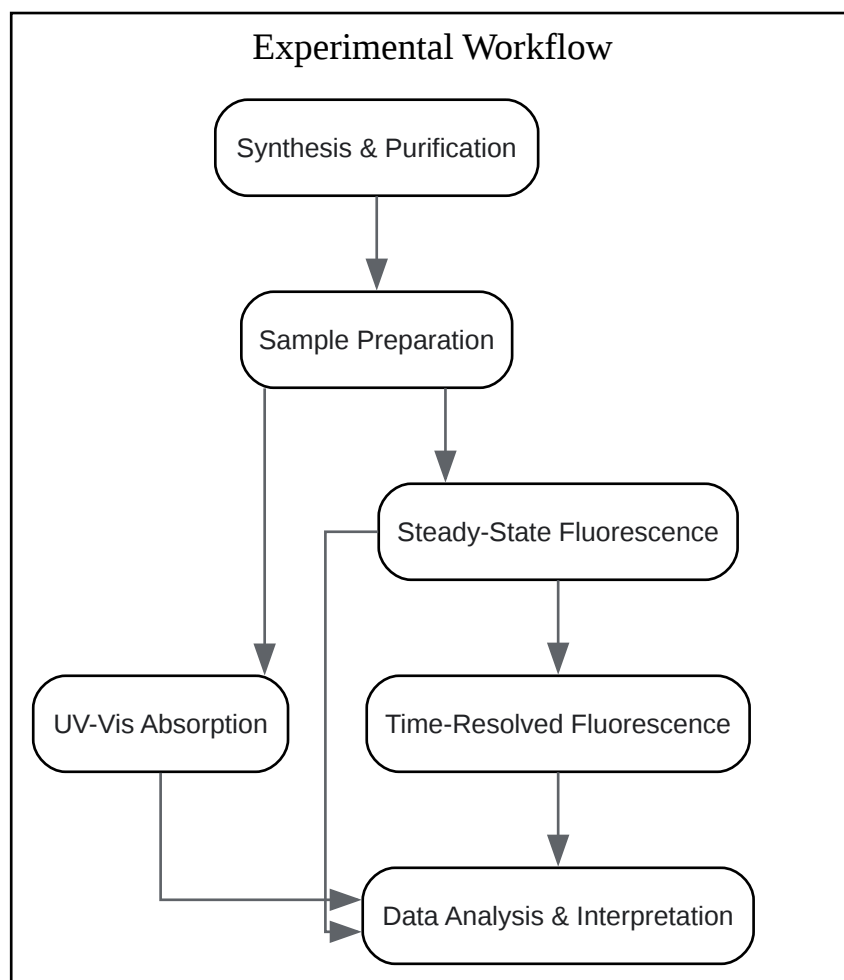 Experimental Workflow
Synthesis & Purification
Sample Preparation
Steady-State Fluorescence
UV-Vis Absorption
Time-Resolved Fluorescence
Data Analysis & Interpretation